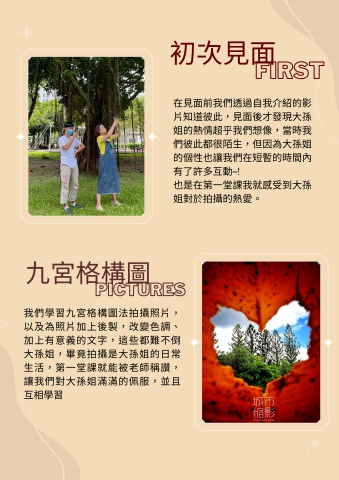 初次見面
FIRST
在見面前我們透過自我介紹的影
片知道彼此，見面後才發現大孫
姐的熱情超乎我們想像，當時我
們彼此都很陌生，但因為大孫姐
的個性也讓我們在短暫的時間內
有了許多互動~!
也是在第一堂課我就感受到大孫
姐對於拍攝的熱愛。
九宮格構圖
PICTURES
我們學習九宮格構圖法拍攝照片，
以及為照片加上後製，改變色調、
加上有意義的文字，這些都難不倒
大孫姐，畢竟拍攝是大孫姐的日常
生活，第一堂課就能被老師稱讚，
讓我們對大孫姐滿滿的佩服，並且
互相學習
城市
縮影